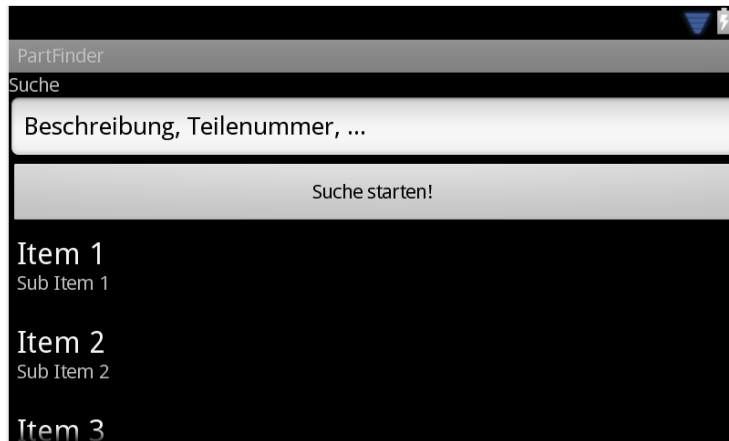 PartFinder
Suche
Beschreibung, Teilenummer, ...
Suche starten!
Item 1
Sub Item 1
Item 2
Sub Item 2
Item 3